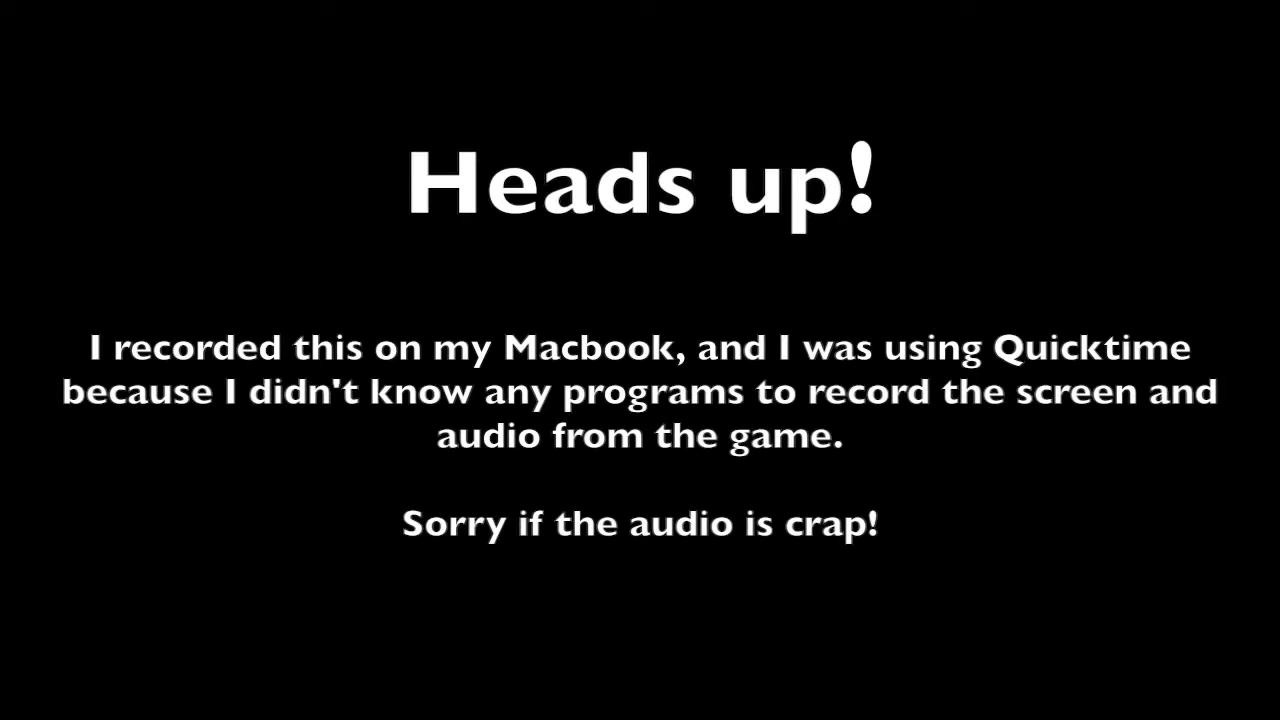 Heads up!
I recorded this on my Macbook, and I was using Quicktime
because I didn't know any programs to record the screen and
audio from the game.
Sorry if the audio is crap!